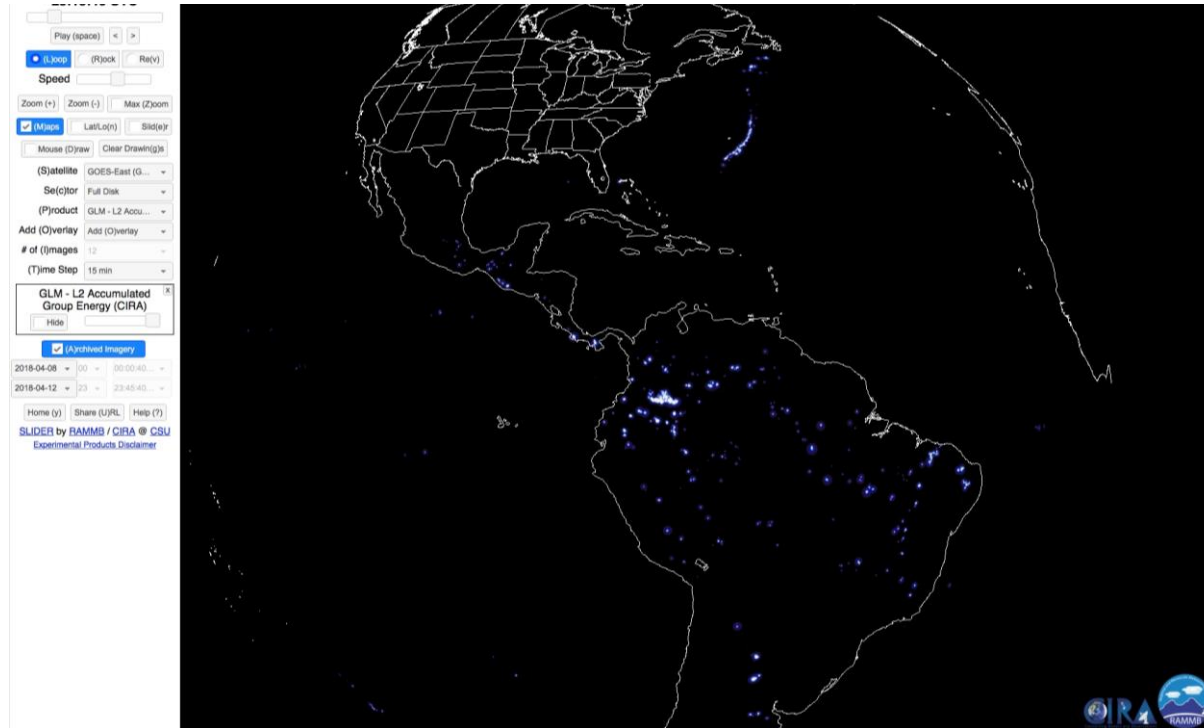 Play (space) < >
(L)oop (R)ock Re(v)
Speed
Zoom (+) Zoom (-) Max (Z)oom
(M)aps Lat/Lo(n) Slid(e)r
Mouse (D)raw Clear Drawin(g)s
(S)atellite GOES-East (G...
Se(c)tor Full Disk
(P)roduct GLM - L2 Accu...
Add (O)verlay Add (O)verlay
# of (I)mages 12
(T)ime Step 15 min
GLM - L2 Accumulated x
Group Energy (CIRA)
Hide
(A)rchived Imagery
2018-04-08 00 00:00:40...
2018-04-12 23 23:45:40...
Home (y) Share (U)RL Help (?)
SLIDER by RAMMB / CIRA @ CSU
Experimental Products Disclaimer
CIRA RAMMB